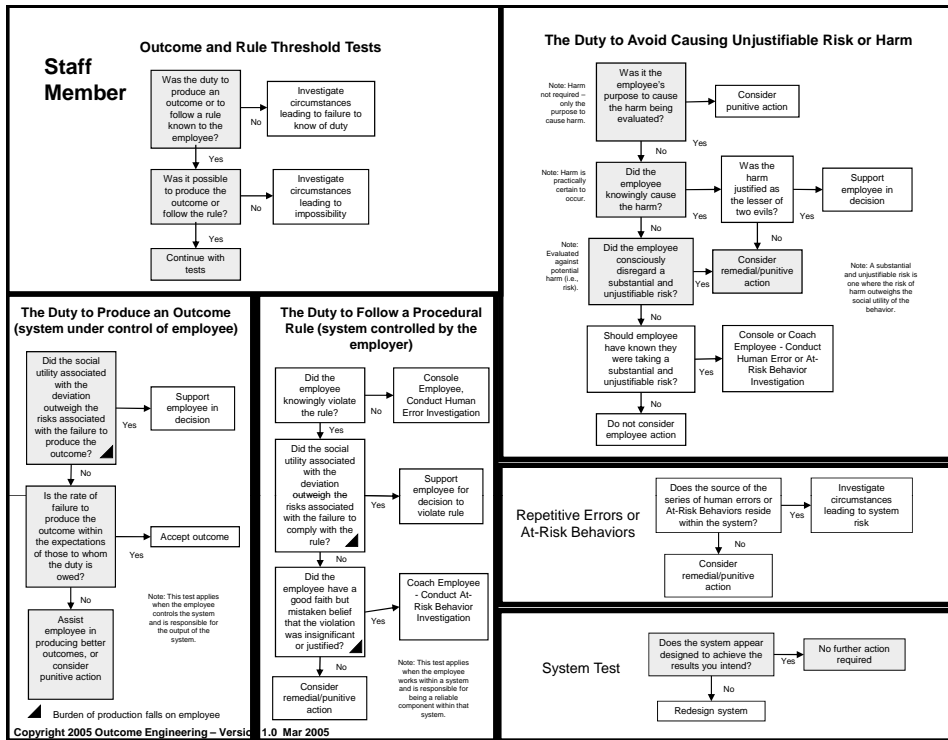 Staff
Member
Outcome and Rule Threshold Tests
Was the duty to
produce an
outcome or to
follow a rule
known to the
employee?
No
Investigate
circumstances
leading to failure to
know of duty
Yes
Was it possible
to produce the
outcome or
follow the rule?
No
Investigate
circumstances
leading to
impossibility
Yes
Continue with
tests
The Duty to Avoid Causing Unjustifiable Risk or Harm
Note: Harm
not required –
only the
purpose to
cause harm.
Was it the
employee's
purpose to cause
the harm being
evaluated?
Yes
Consider
punitive action
No
Note: Harm is
practically
certain to
occur.
Did the
employee
knowingly cause
the harm?
Yes
Was the
harm
justified as
the lesser of
two evils?
Yes
Support
employee in
decision
No
No
Note:
Evaluated
against
potential
harm (i.e.,
risk).
Did the employee
consciously
disregard a
substantial and
unjustifiable risk?
Yes
Consider
remedial/punitive
action
Note: A substantial
and unjustifiable risk is
one where the risk of
harm outweighs the
social utility of the
behavior.
No
Should employee
have known they
were taking a
substantial and
unjustifiable risk?
Yes
Console or Coach
Employee - Conduct
Human Error or At-
Risk Behavior
Investigation
No
Do not consider
employee action
The Duty to Produce an Outcome
(system under control of employee)
Did the social
utility associated
with the
deviation
outweigh the
risks associated
with the failure to
produce the
outcome?
Yes
Support
employee in
decision
No
Is the rate of
failure to
produce the
outcome within
the expectations
of those to whom
the duty is
owed?
Yes
Accept outcome
No
Assist
employee in
producing better
outcomes, or
consider
punitive action
Note: This test applies
when the employee
controls the system
and is responsible for
the output of the
system.
Burden of production falls on employee
The Duty to Follow a Procedural
Rule (system controlled by the
employer)
Did the
employee
knowingly violate
the rule?
No
Console
Employee,
Conduct Human
Error Investigation
Yes
Did the social
utility associated
with the
deviation
outweigh the
risks associated
with the failure to
comply with the
rule?
Yes
Support
employee for
decision to
violate rule
No
Did the
employee have a
good faith but
mistaken belief
that the violation
was insignificant
or justified?
Yes
Coach Employee
- Conduct At-
Risk Behavior
Investigation
No
Consider
remedial/punitive
action
Note: This test applies
when the employee
works within a system
and is responsible for
being a reliable
component within that
system.
Repetitive Errors or
At-Risk Behaviors
Does the source of the
series of human errors or
At-Risk Behaviors reside
within the system?
Yes
Investigate
circumstances
leading to system
risk
No
Consider
remedial/punitive
action
System Test
Does the system appear
designed to achieve the
results you intend?
Yes
No further action
required
No
Redesign system
Copyright 2005 Outcome Engineering – Versio 1.0 Mar 2005